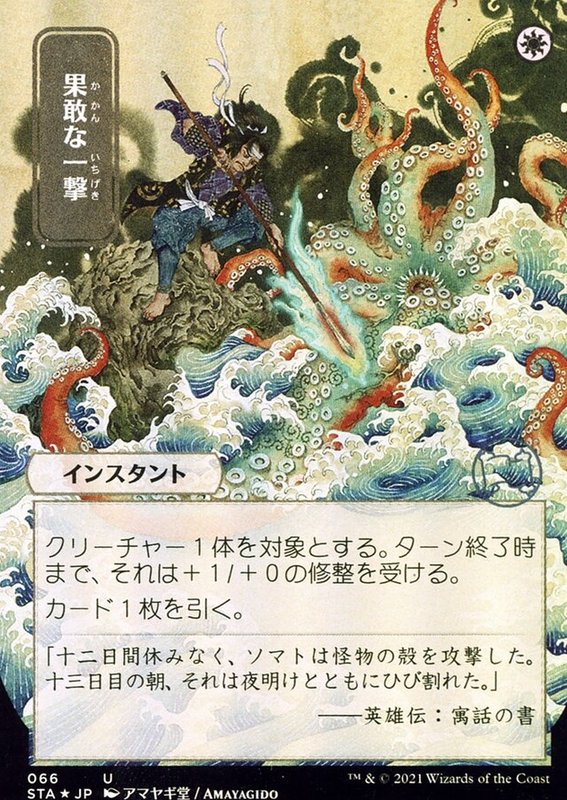 果敢な一撃
か かん いちげき
インスタント
クリーチャー１体を対象とする。ターン終了時
まで、それは＋１/＋０の修整を受ける。
カード１枚を引く。
「十二日間休みなく、ソマトは怪物の殻を攻撃した。
十三日目の朝、それは夜明けとともにひび割れた。」
──英雄伝：寓話の書
066 U
STA ★ JP アマヤギ堂 / AMAYAGIDO
™ & © 2021 Wizards of the Coast